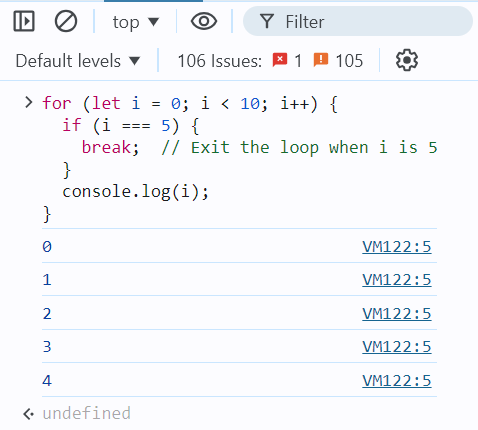 top ▼ Filter
Default levels ▼ 106 Issues: 1 105
for (let i = 0; i < 10; i++) {
  if (i === 5) {
    break;  // Exit the loop when i is 5
  }
  console.log(i);
}
0 VM122:5
1 VM122:5
2 VM122:5
3 VM122:5
4 VM122:5
undefined